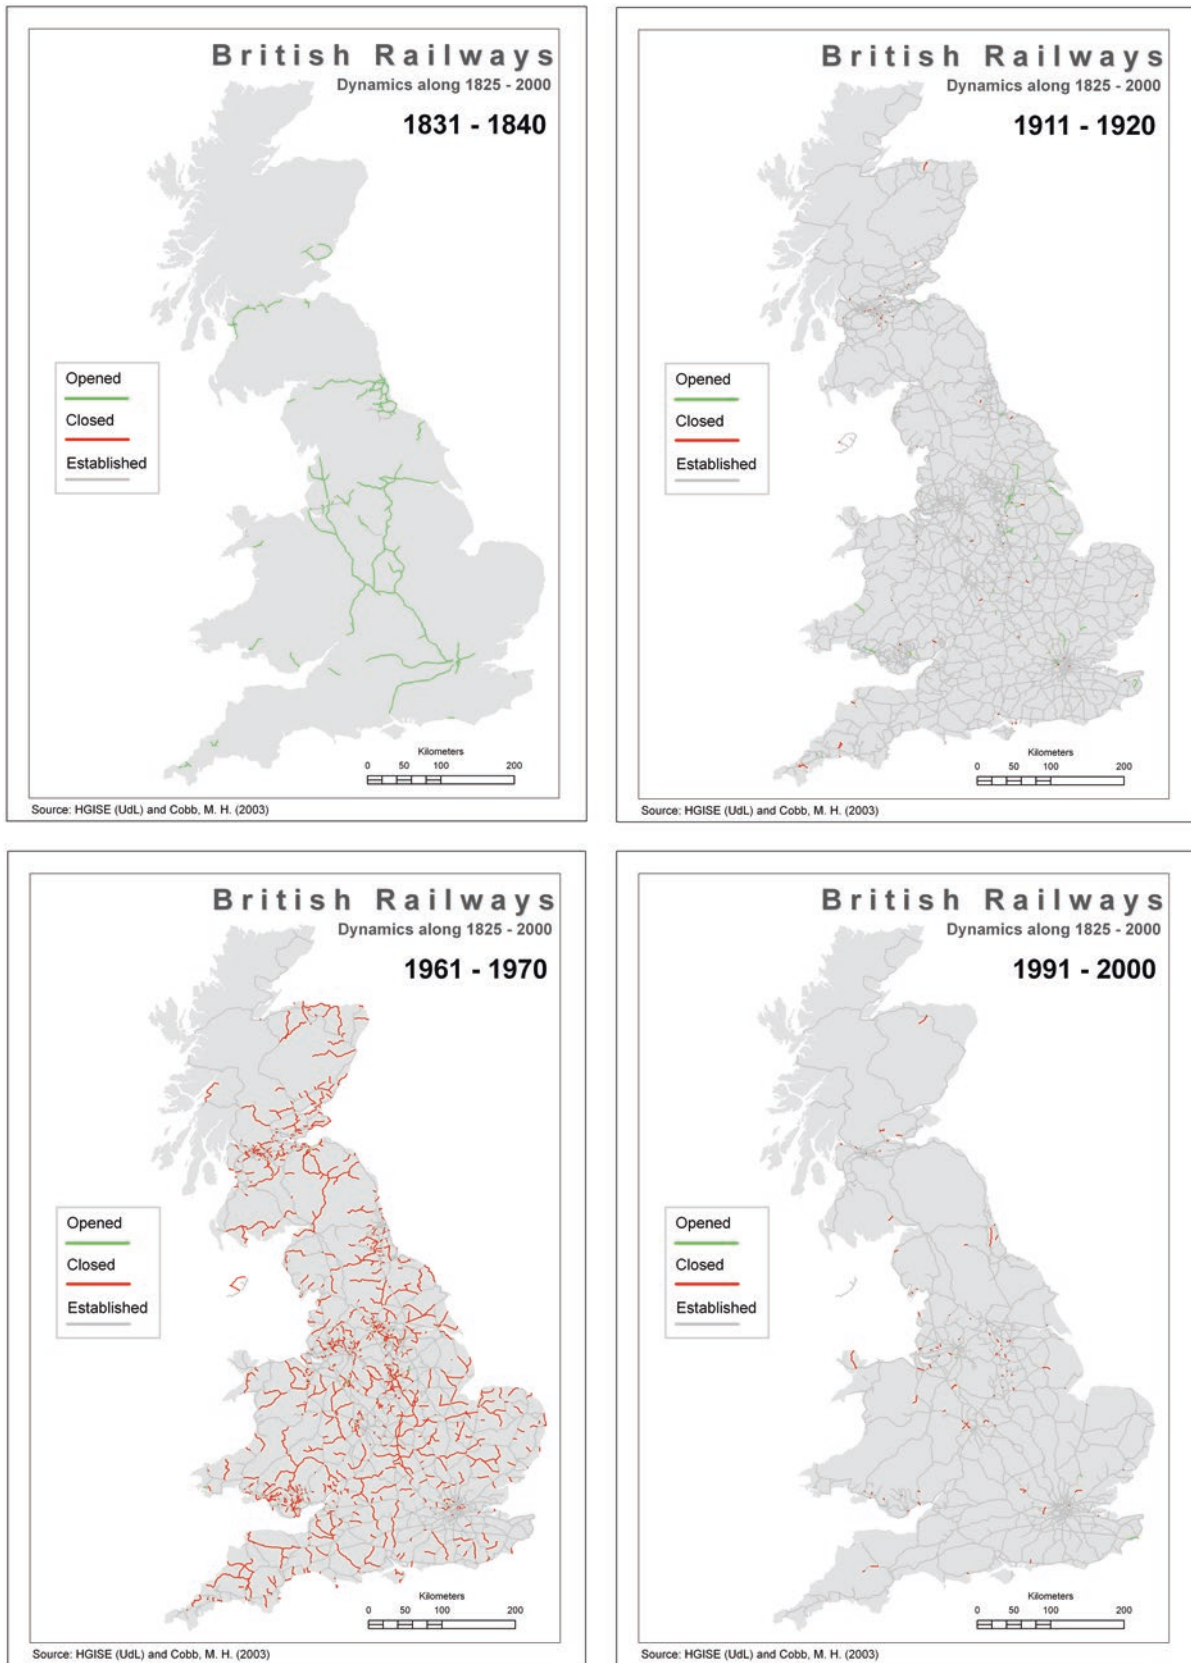 British Railways
Dynamics along 1825 - 2000
1831 - 1840
Opened
Closed
Established
Kilometers
0 50 100 200
Source: HGISE (UdL) and Cobb, M. H. (2003)
British Railways
Dynamics along 1825 - 2000
1911 - 1920
Opened
Closed
Established
Kilometers
0 50 100 200
Source: HGISE (UdL) and Cobb, M. H. (2003)
British Railways
Dynamics along 1825 - 2000
1961 - 1970
Opened
Closed
Established
Kilometers
0 50 100 200
Source: HGISE (UdL) and Cobb, M. H. (2003)
British Railways
Dynamics along 1825 - 2000
1991 - 2000
Opened
Closed
Established
Kilometers
0 50 100 200
Source: HGISE (UdL) and Cobb, M. H. (2003)